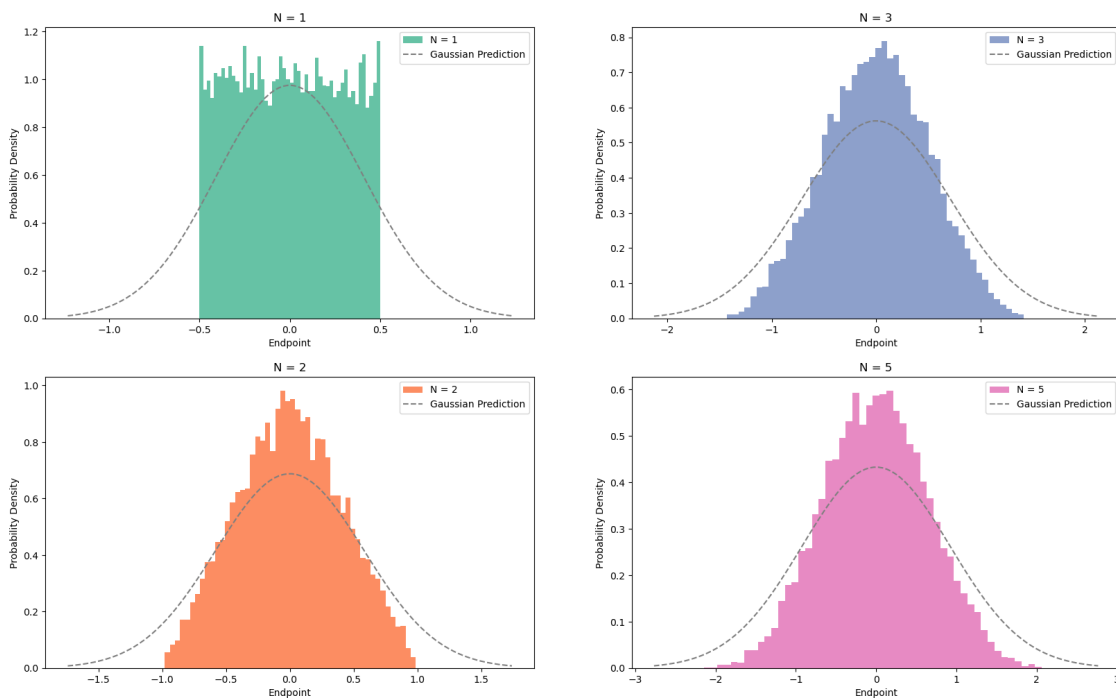 N = 1
N = 1
Gaussian Prediction
Probability Density
1.2
1.0
0.8
0.6
0.4
0.2
0.0
−1.0
−0.5
0.0
0.5
1.0
Endpoint
N = 3
N = 3
Gaussian Prediction
Probability Density
0.8
0.7
0.6
0.5
0.4
0.3
0.2
0.1
0.0
−2
−1
0
1
2
Endpoint
N = 2
N = 2
Gaussian Prediction
Probability Density
1.0
0.8
0.6
0.4
0.2
0.0
−1.5
−1.0
−0.5
0.0
0.5
1.0
1.5
Endpoint
N = 5
N = 5
Gaussian Prediction
Probability Density
0.6
0.5
0.4
0.3
0.2
0.1
0.0
−3
−2
−1
0
1
2
Endpoint